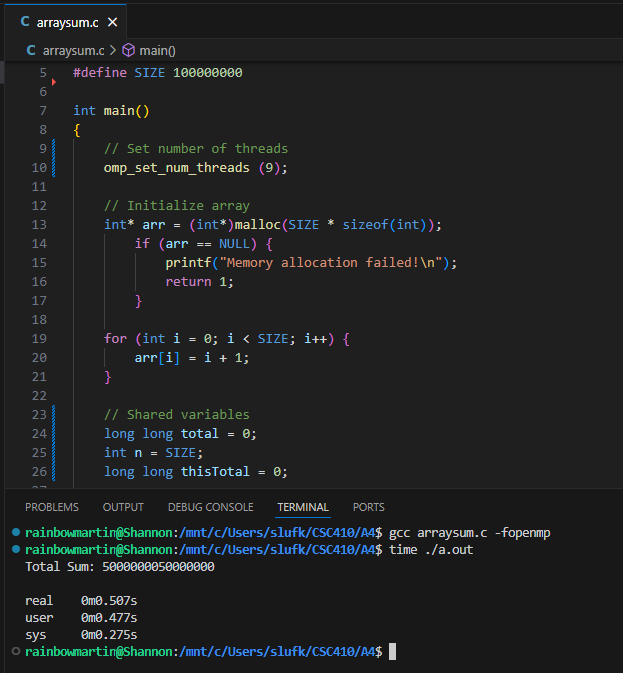 C arraysum.c ×
C arraysum.c > main()
5 #define SIZE 100000000
6
7 int main()
8 {
9 // Set number of threads
10 omp_set_num_threads (9);
11
12 // Initialize array
13 int* arr = (int*)malloc(SIZE * sizeof(int));
14 if (arr == NULL) {
15 printf("Memory allocation failed!\n");
16 return 1;
17 }
18
19 for (int i = 0; i < SIZE; i++) {
20 arr[i] = i + 1;
21 }
22
23 // Shared variables
24 long long total = 0;
25 int n = SIZE;
26 long long thisTotal = 0;
PROBLEMS OUTPUT DEBUG CONSOLE TERMINAL PORTS
rainbowmartin@Shannon:/mnt/c/Users/slufk/CSC410/A4$ gcc arraysum.c -fopenmp
rainbowmartin@Shannon:/mnt/c/Users/slufk/CSC410/A4$ time ./a.out
Total Sum: 5000000050000000
real 0m0.507s
user 0m0.477s
sys 0m0.275s
rainbowmartin@Shannon:/mnt/c/Users/slufk/CSC410/A4$